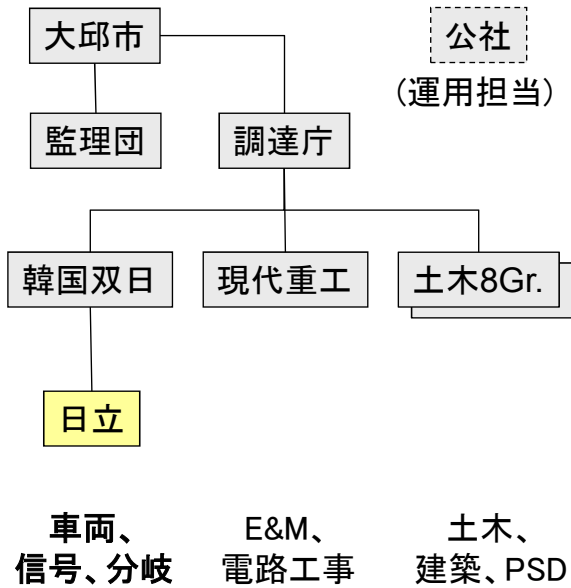 大邱市
公社
(運用担当)
監理団
調達庁
韓国双日
現代重工
土木8Gr.
日立
車両、
信号、分岐
E&M、
電路工事
土木、
建築、PSD